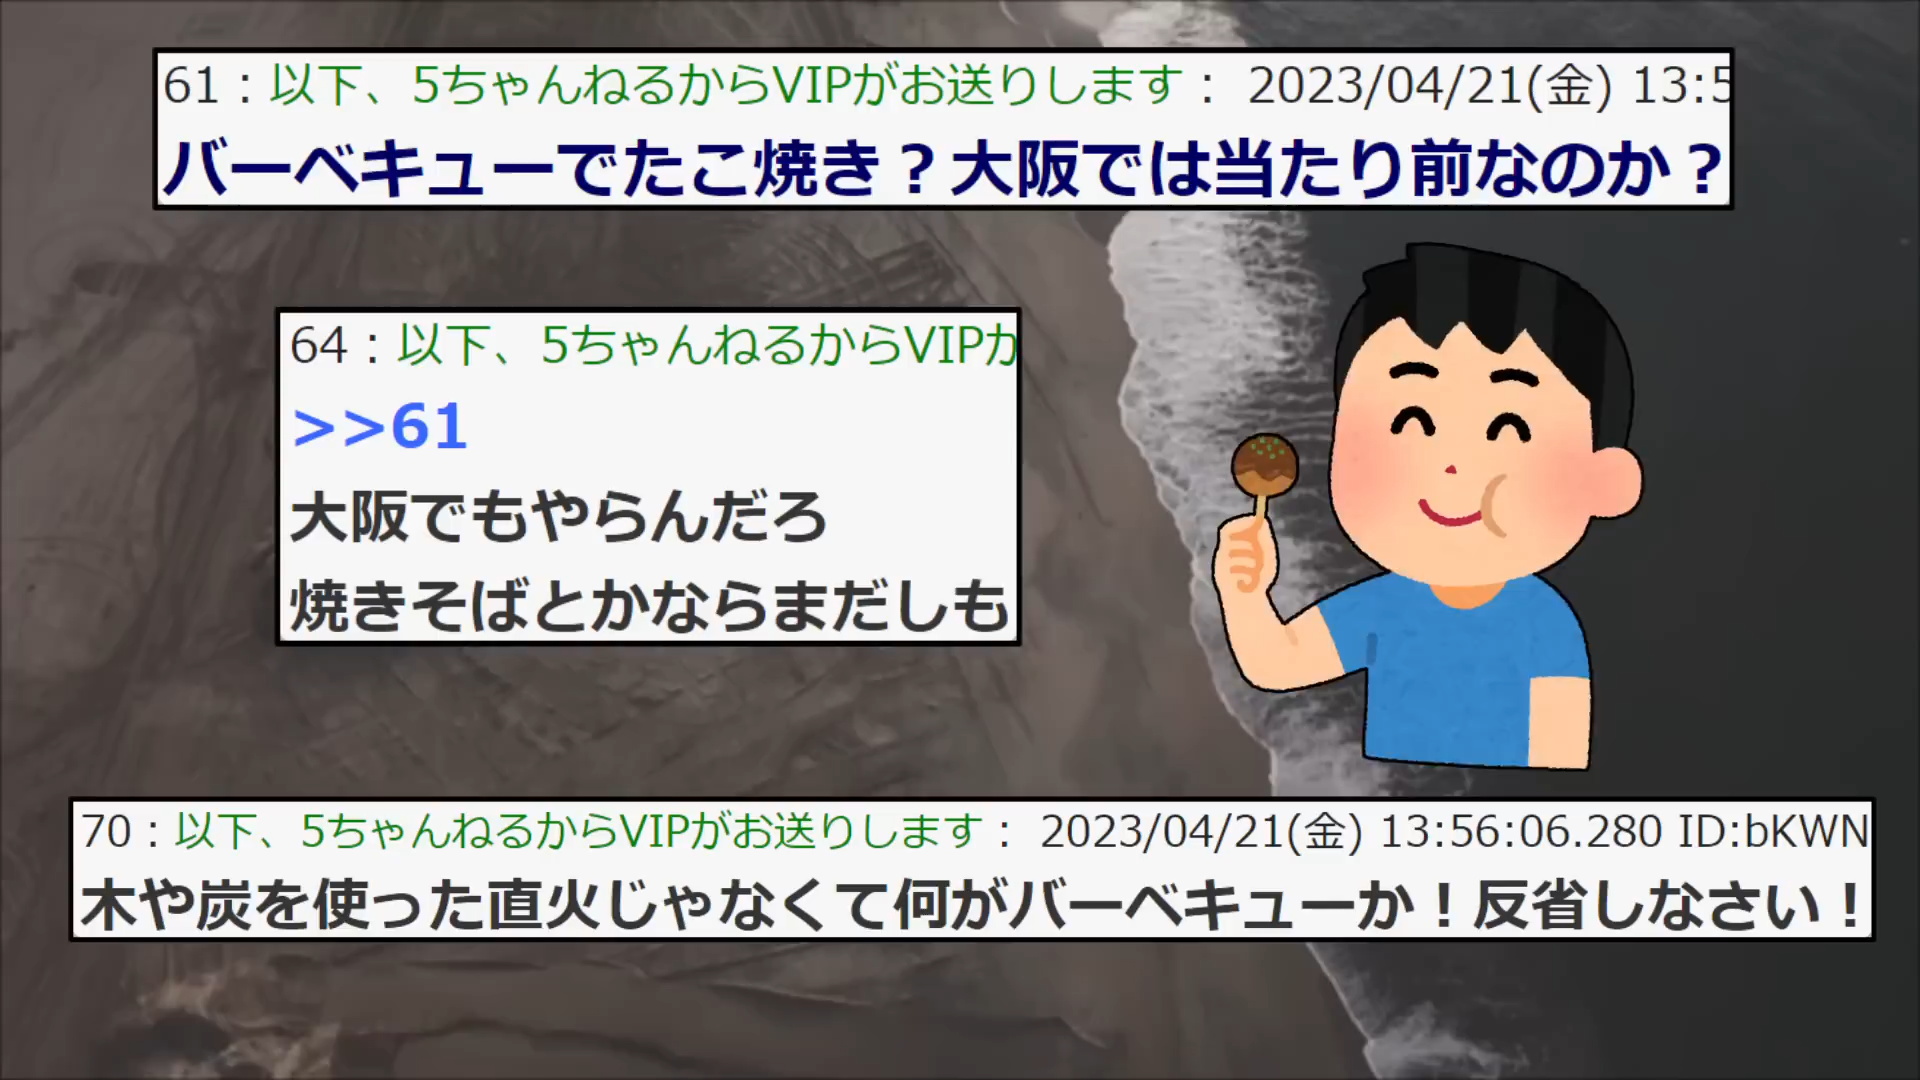 61：以下、5ちゃんねるからVIPがお送りします： 2023/04/21(金) 13:5
バーベキューでたこ焼き？大阪では当たり前なのか？
64：以下、5ちゃんねるからVIPが
>>61
大阪でもやらんだろ
焼きそばとかならまだしも
70：以下、5ちゃんねるからVIPがお送りします： 2023/04/21(金) 13:56:06.280 ID:bKWN
木や炭を使った直火じゃなくて何がバーベキューか！反省しなさい！